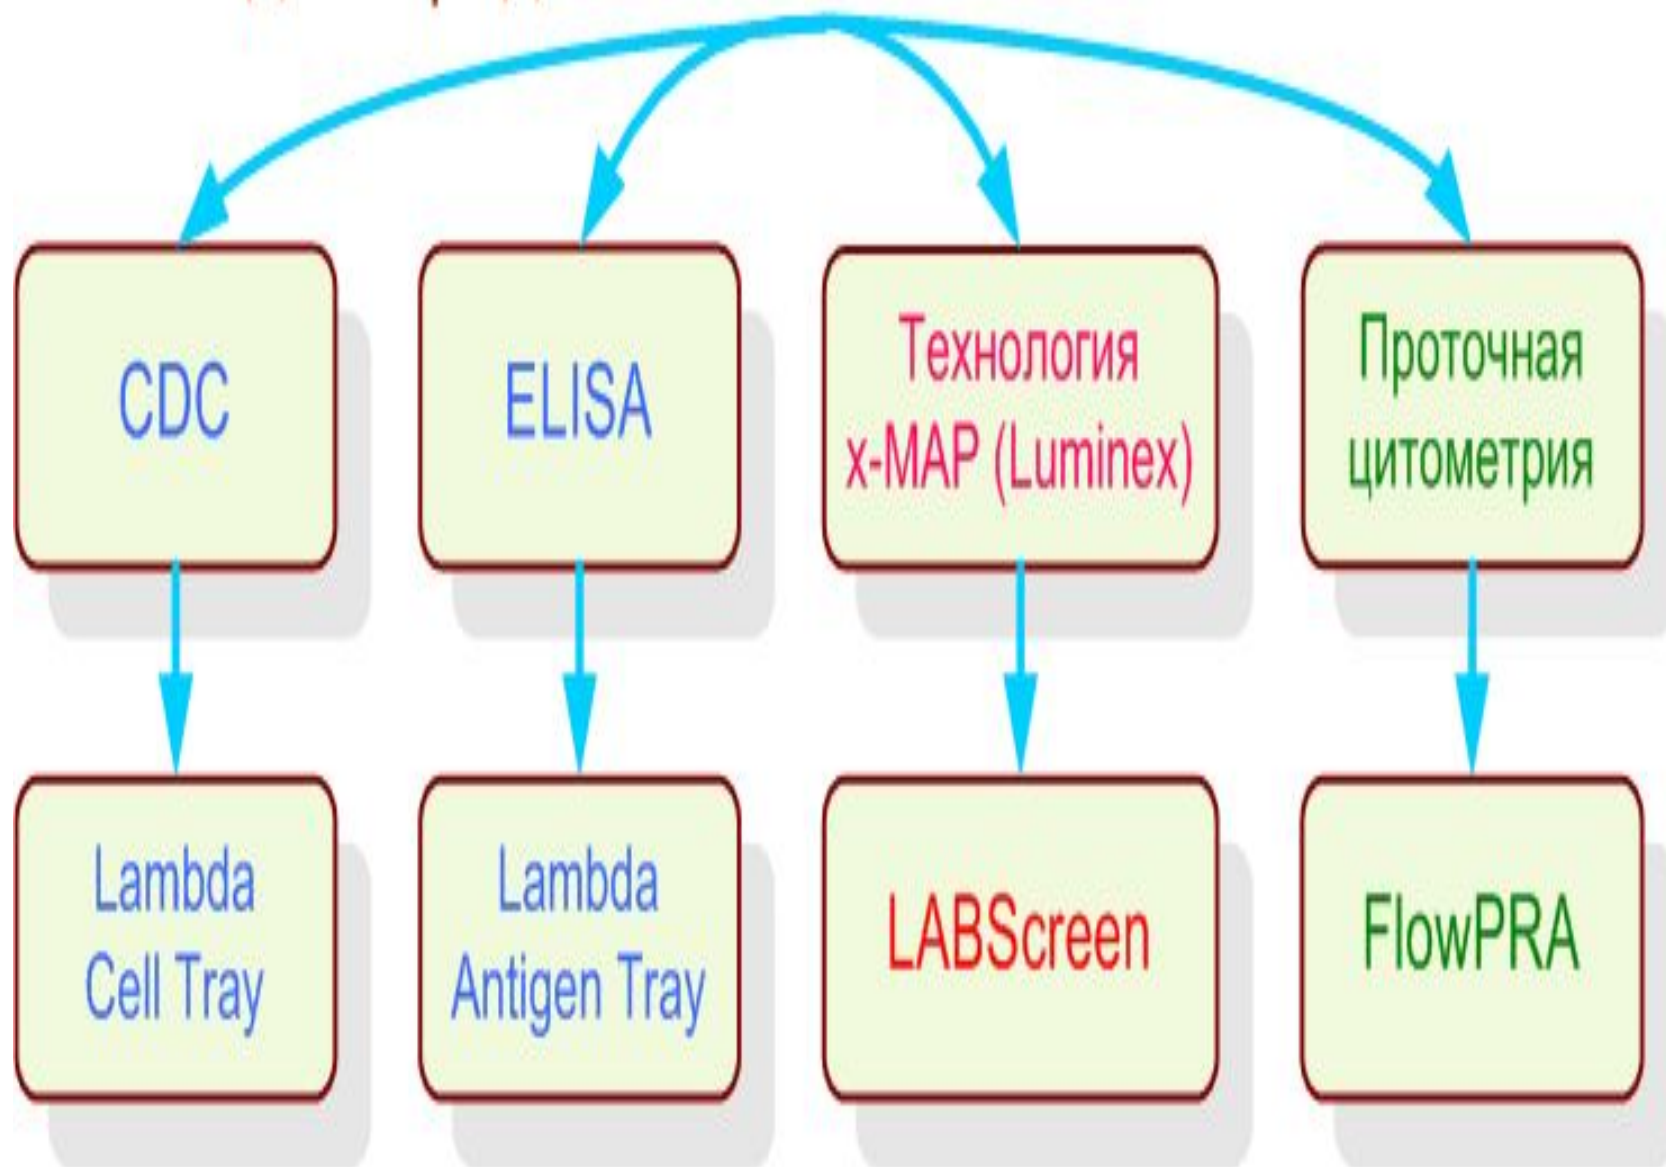 CDC
ELISA
Технология
x-MAP (Luminex)
Проточная
цитометрия
Lambda
Cell Tray
Lambda
Antigen Tray
LABScreen
FlowPRA